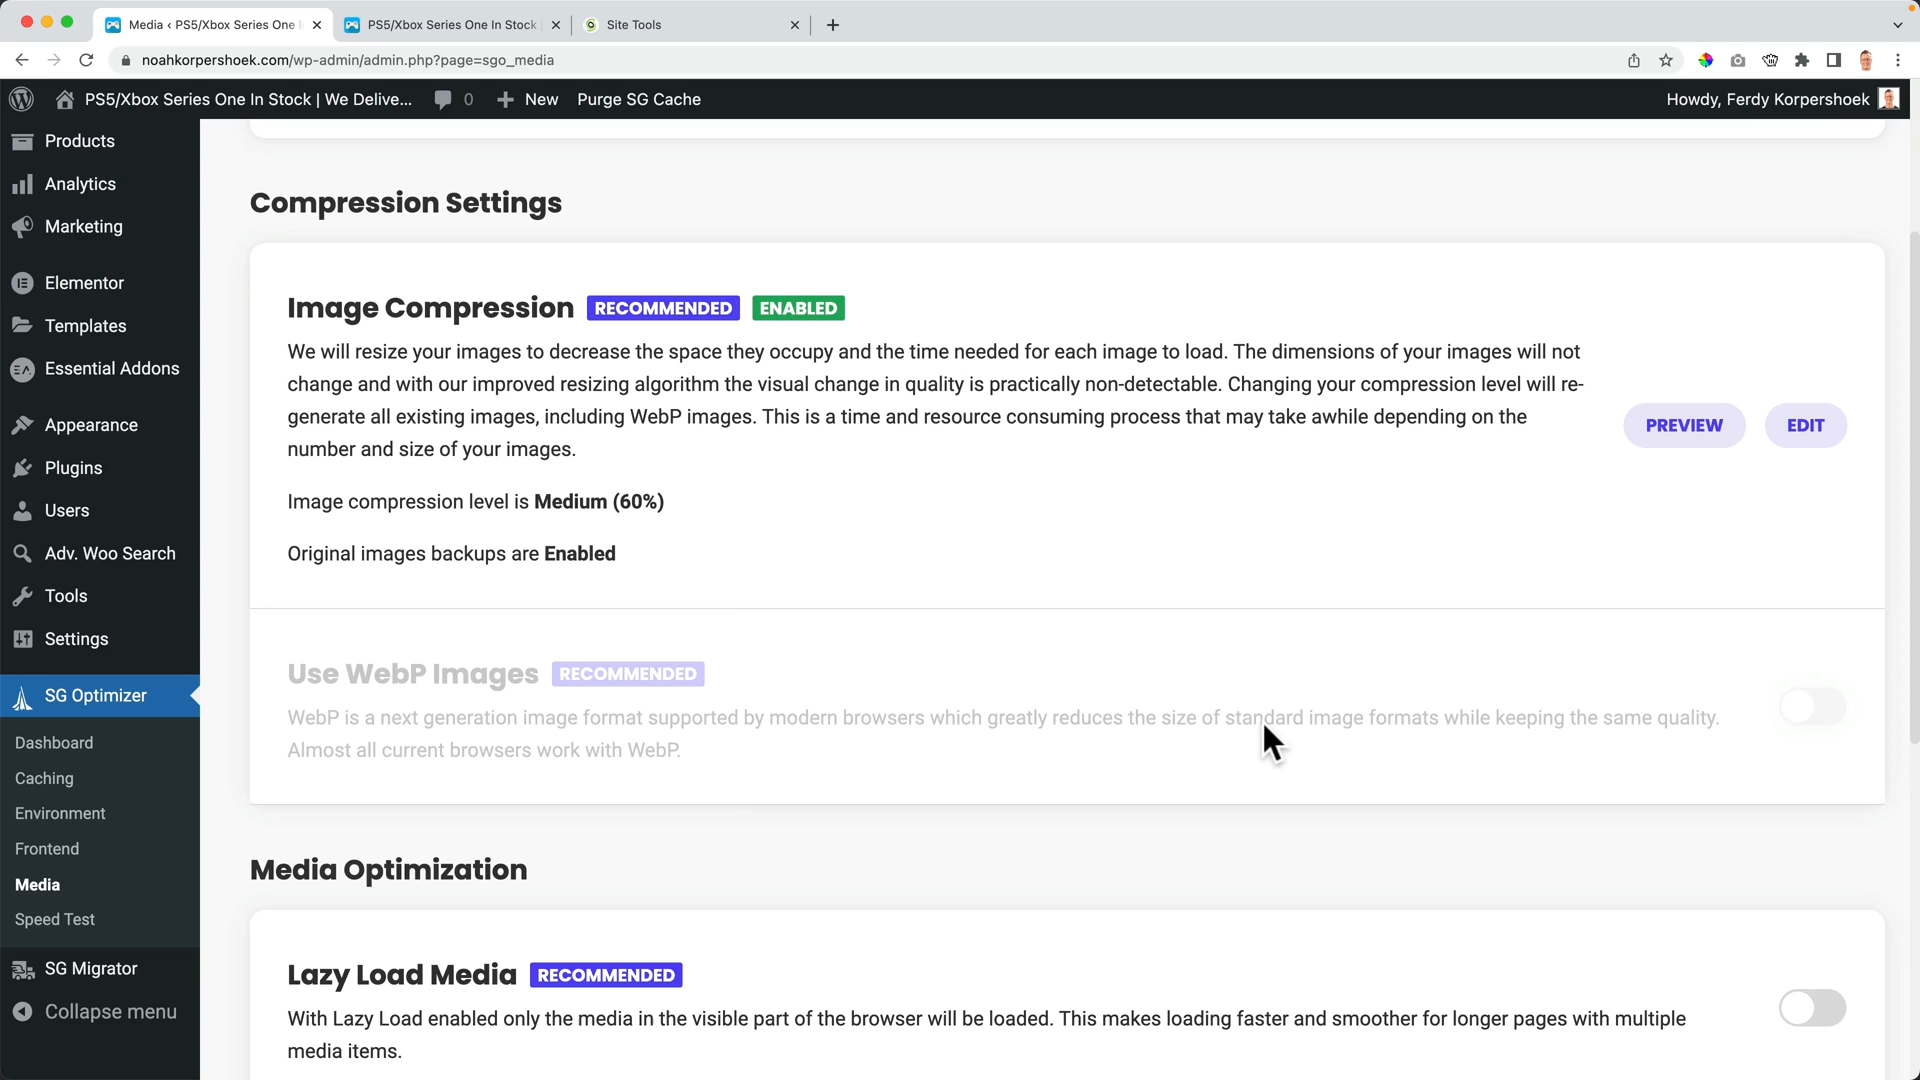 Media ‹ PS5/Xbox Series One I
PS5/Xbox Series One In Stock
Site Tools
noahkorpershoek.com/wp-admin/admin.php?page=sgo_media
PS5/Xbox Series One In Stock | We Delive...
0
New
Purge SG Cache
Howdy, Ferdy Korpershoek
Products
Analytics
Marketing
Elementor
Templates
Essential Addons
Appearance
Plugins
Users
Adv. Woo Search
Tools
Settings
SG Optimizer
Dashboard
Caching
Environment
Frontend
Media
Speed Test
SG Migrator
Collapse menu
Compression Settings
Image Compression RECOMMENDED ENABLED
We will resize your images to decrease the space they occupy and the time needed for each image to load. The dimensions of your images will not
change and with our improved resizing algorithm the visual change in quality is practically non-detectable. Changing your compression level will re-
generate all existing images, including WebP images. This is a time and resource consuming process that may take awhile depending on the
number and size of your images.
PREVIEW
EDIT
Image compression level is Medium (60%)
Original images backups are Enabled
Use WebP Images RECOMMENDED
WebP is a next generation image format supported by modern browsers which greatly reduces the size of standard image formats while keeping the same quality.
Almost all current browsers work with WebP.
Media Optimization
Lazy Load Media RECOMMENDED
With Lazy Load enabled only the media in the visible part of the browser will be loaded. This makes loading faster and smoother for longer pages with multiple
media items.